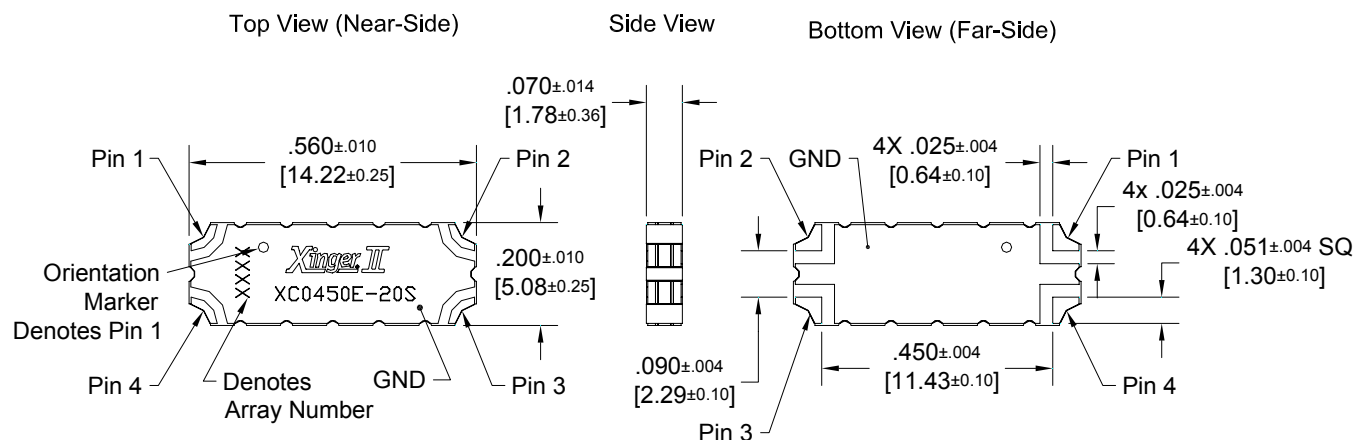 Top View (Near-Side)
Side View
Bottom View (Far-Side)
.070±.014
[1.78±0.36]
Pin 1
.560±.010
[14.22±0.25]
Pin 2
Pin 2
GND
4X .025±.004
[0.64±0.10]
Pin 1
4x .025±.004
[0.64±0.10]
4X .051±.004 SQ
[1.30±0.10]
Orientation
Marker
Denotes Pin 1
XXXX
Xinger II
XC0450E-20S
.200±.010
[5.08±0.25]
Pin 4
Denotes
Array Number
GND
Pin 3
.090±.004
[2.29±0.10]
.450±.004
[11.43±0.10]
Pin 4
Pin 3